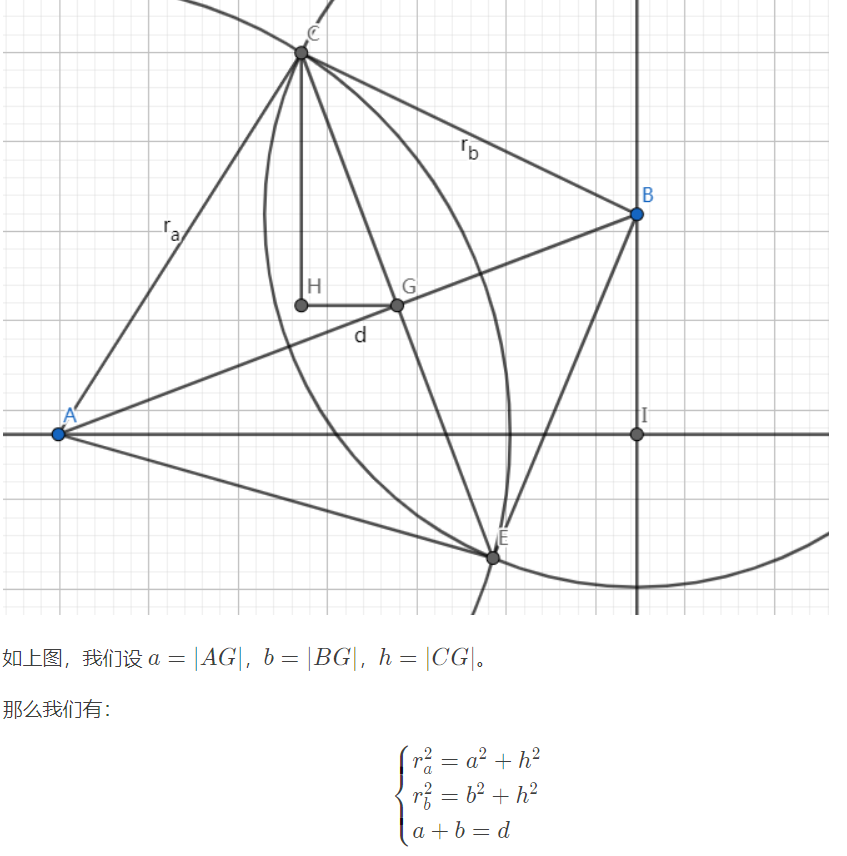 C
r_b
B
r_a
H
G
d
A
I
E
如上图，我们设 a = |AG|，b = |BG|，h = |CG|。
那么我们有：
r_a^2 = a^2 + h^2
r_b^2 = b^2 + h^2
a + b = d